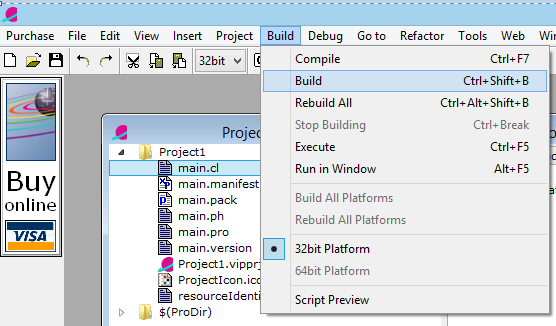 Purchase File Edit View Insert Project Build Debug Go to Refactor Tools Web Win
32bit
Compile Ctrl+F7
Build Ctrl+Shift+B
Rebuild All Ctrl+Alt+Shift+B
Stop Building Ctrl+Break
Execute Ctrl+F5
Run in Window Alt+F5
Build All Platforms
Rebuild All Platforms
32bit Platform
64bit Platform
Script Preview
Projec
Project1
main.cl
main.manifest
main.pack
main.ph
main.pro
main.version
Project1.vippr
ProjectIcon.ico
resourceIdenti
$(ProDir)
Buy
online
VISA